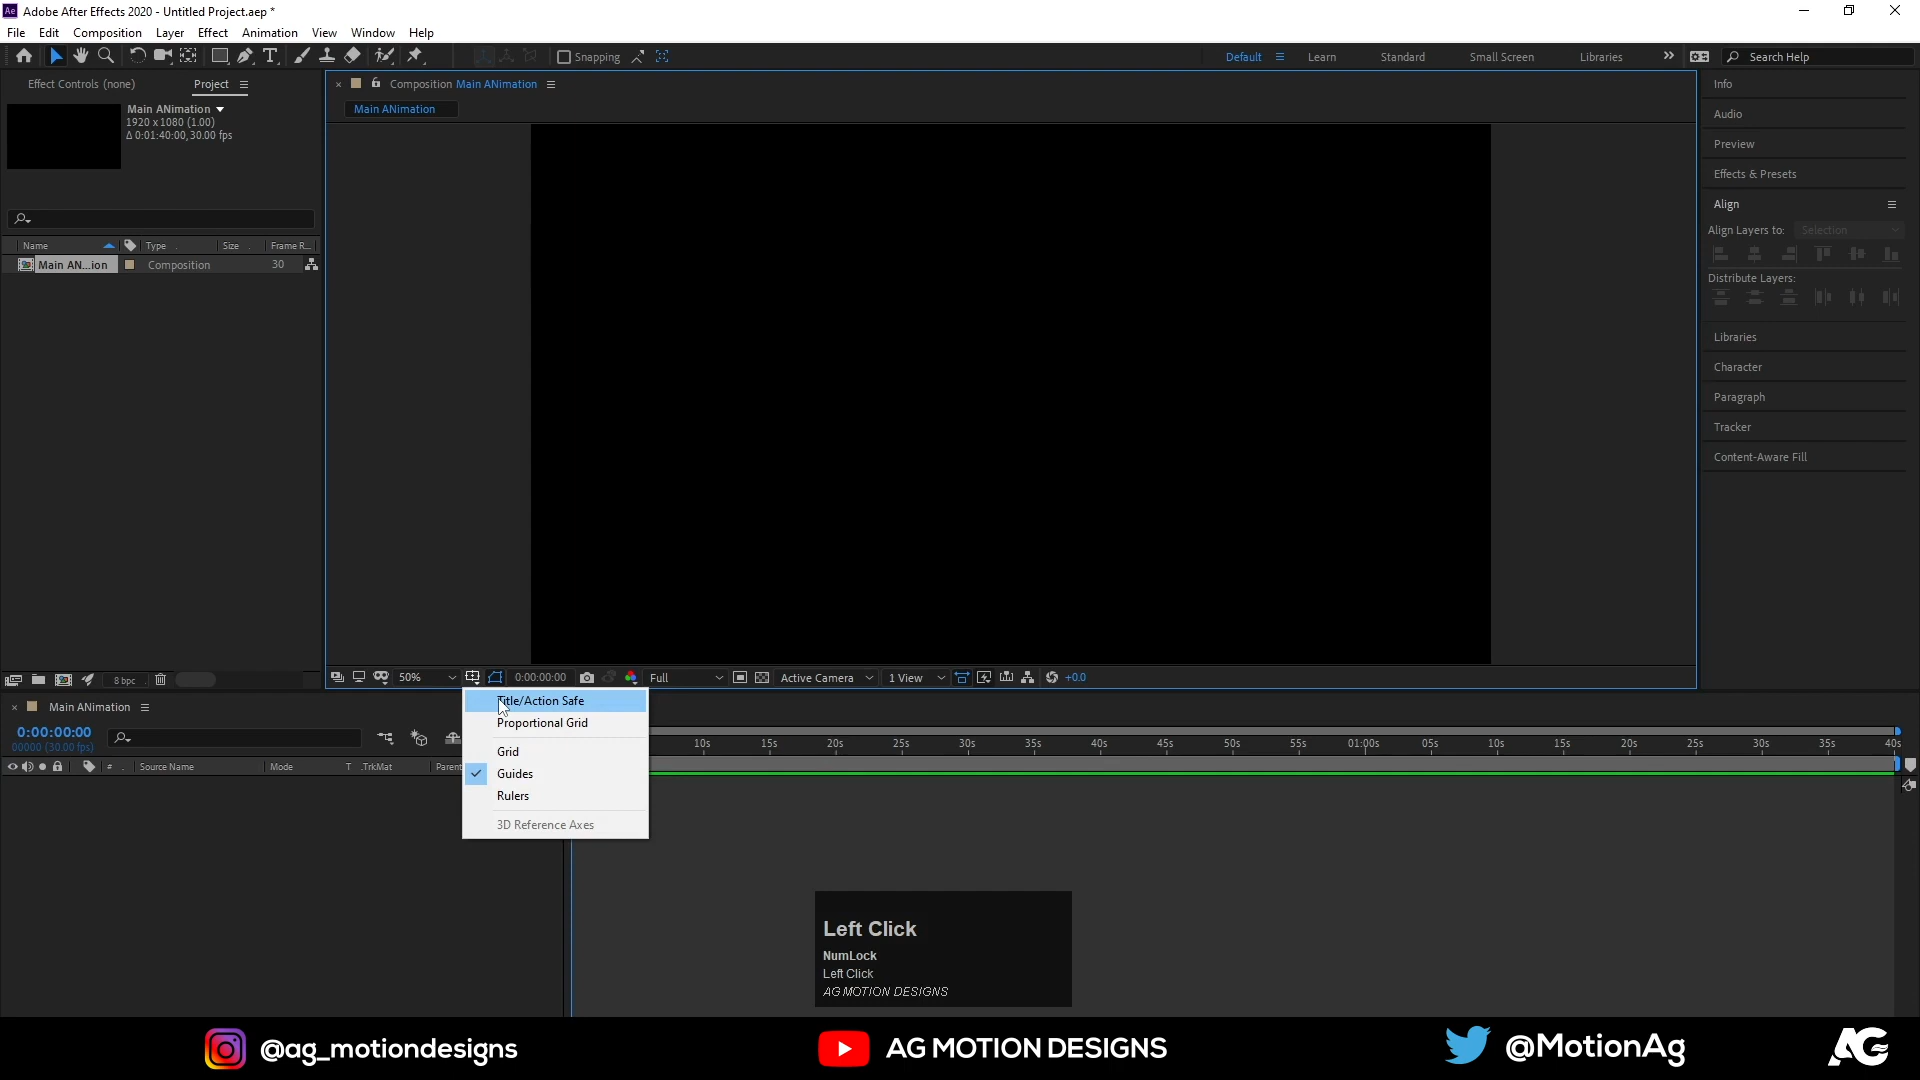 Ae Adobe After Effects 2020 - Untitled Project.aep *
File Edit Composition Layer Effect Animation View Window Help
Snapping
Default Learn Standard Small Screen Libraries Search Help
Effect Controls (none) Project
Main ANimation
1920 x 1080 (1.00)
Δ 0:01:40:00, 30.00 fps
Name Type Size Frame R...
Main AN...ion Composition 30
8 bpc
Composition Main ANimation
Main ANimation
50% 0:00:00:00 Full Active Camera 1 View +0.0
Title/Action Safe
Proportional Grid
Grid
Guides
Rulers
3D Reference Axes
Info
Audio
Preview
Effects & Presets
Align
Align Layers to: Selection
Distribute Layers:
Libraries
Character
Paragraph
Tracker
Content-Aware Fill
Main ANimation
0:00:00:00
00000 (30.00 fps)
# Source Name Mode T .TrkMat Parent
10s 15s 20s 25s 30s 35s 40s 45s 50s 55s 01:00s 05s 10s 15s 20s 25s 30s 35s 40s
Left Click
NumLock
Left Click
AG MOTION DESIGNS
@ag_motiondesigns AG MOTION DESIGNS @MotionAg AG